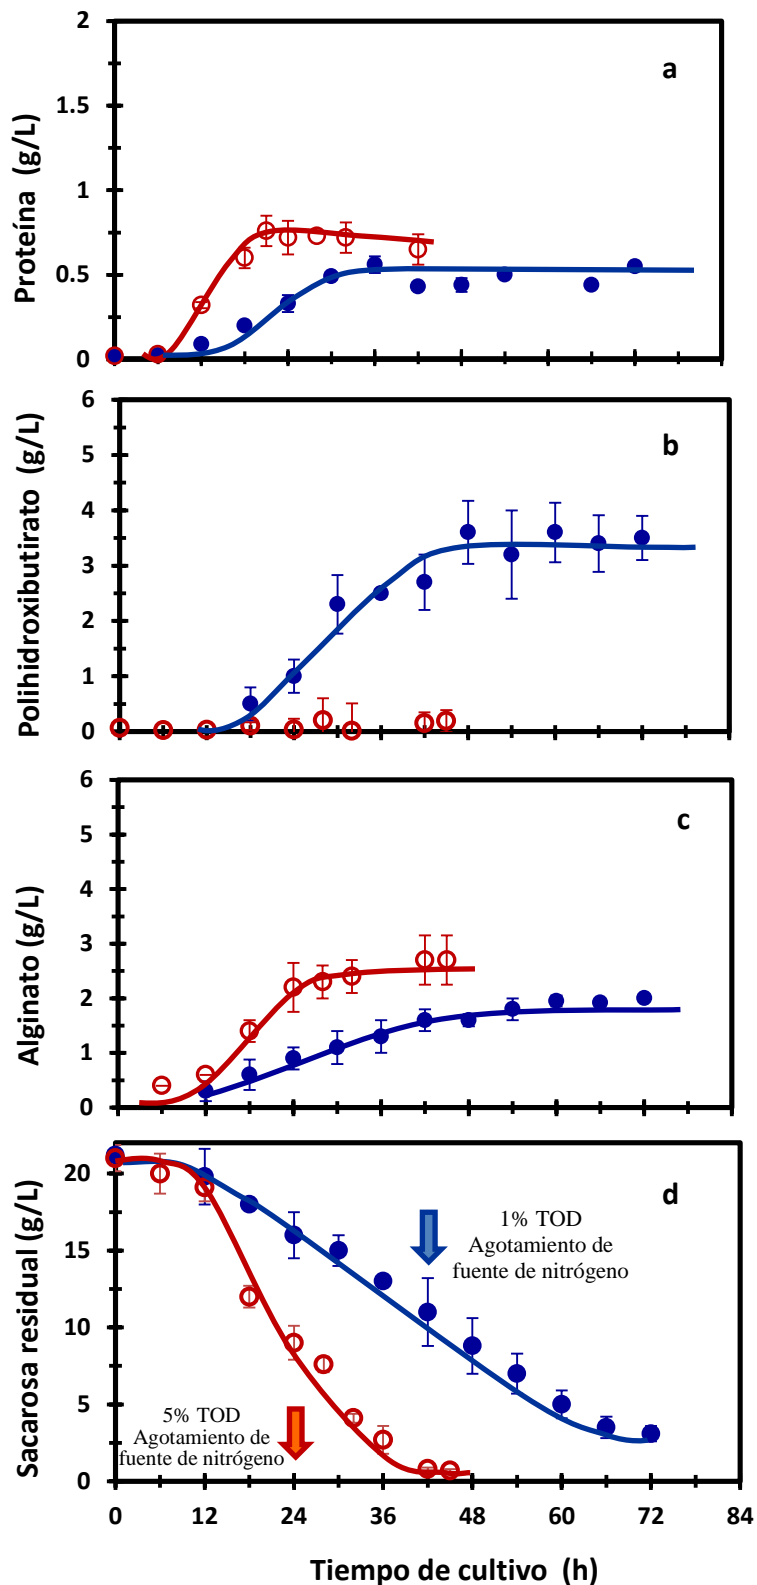 2
a
1.5
Proteína (g/L)
1
0.5
0
6
b
5
Polihidroxibutirato (g/L)
4
3
2
1
0
6
c
5
Alginato (g/L)
4
3
2
1
0
20
d
Sacarosa residual (g/L)
1% TOD
Agotamiento de
fuente de nitrógeno
15
10
5
5% TOD
Agotamiento de
fuente de nitrógeno
0
0 12 24 36 48 60 72 84
Tiempo de cultivo (h)